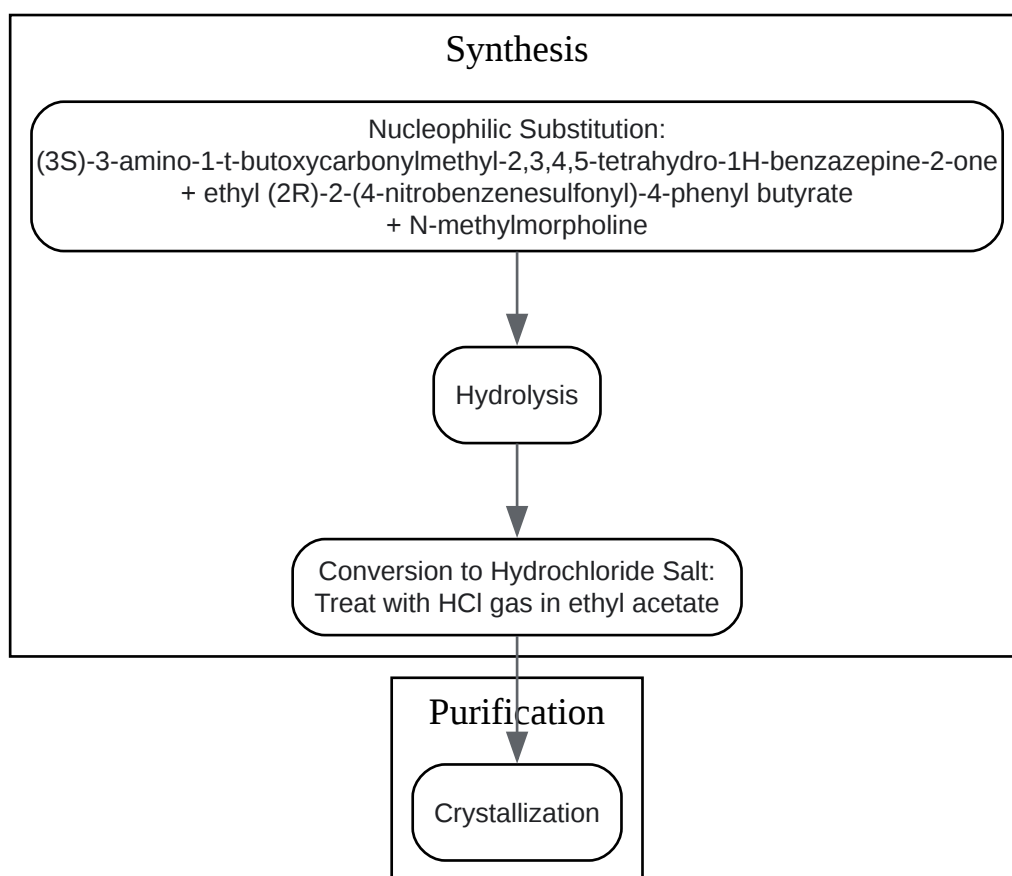 Synthesis
Nucleophilic Substitution:
(3S)-3-amino-1-t-butoxycarbonylmethyl-2,3,4,5-tetrahydro-1H-benzazepine-2-one
+ ethyl (2R)-2-(4-nitrobenzenesulfonyl)-4-phenyl butyrate
+ N-methylmorpholine
Hydrolysis
Conversion to Hydrochloride Salt:
Treat with HCl gas in ethyl acetate
Purification
Crystallization